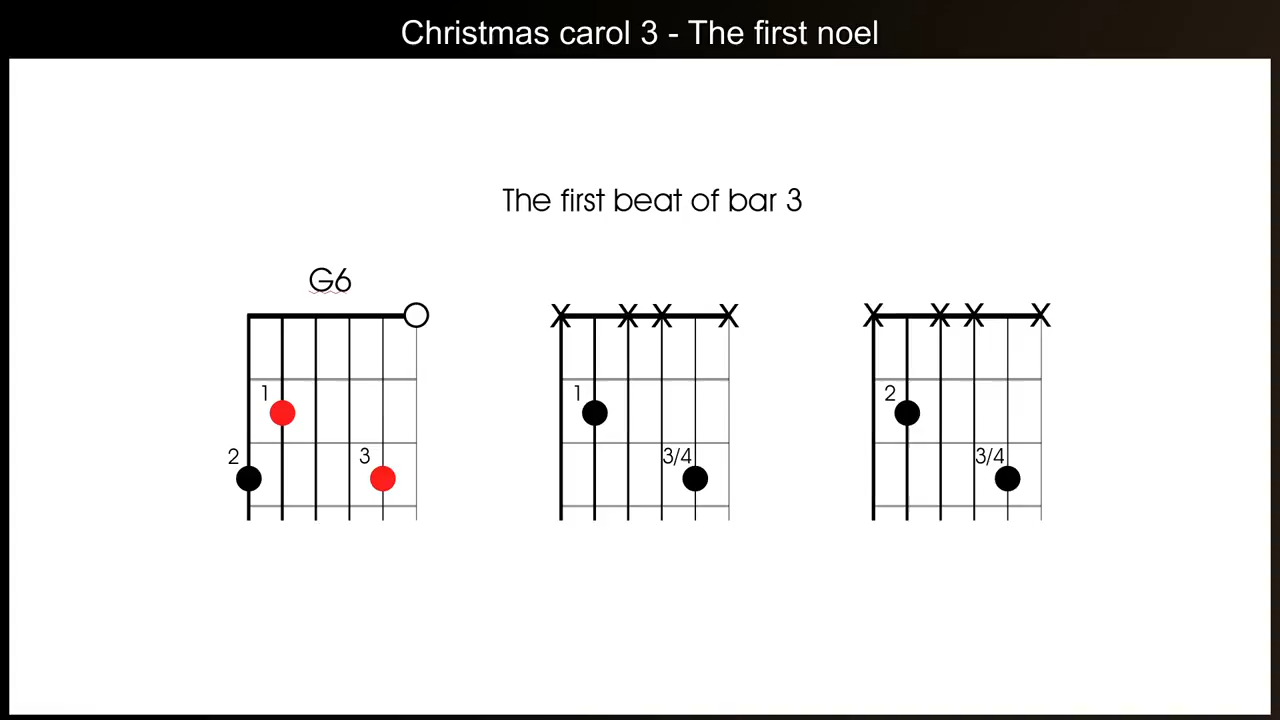 Christmas carol 3 - The first noel
The first beat of bar 3
G6
X X X X
X X X X
1
1
2
2
3
3/4
3/4